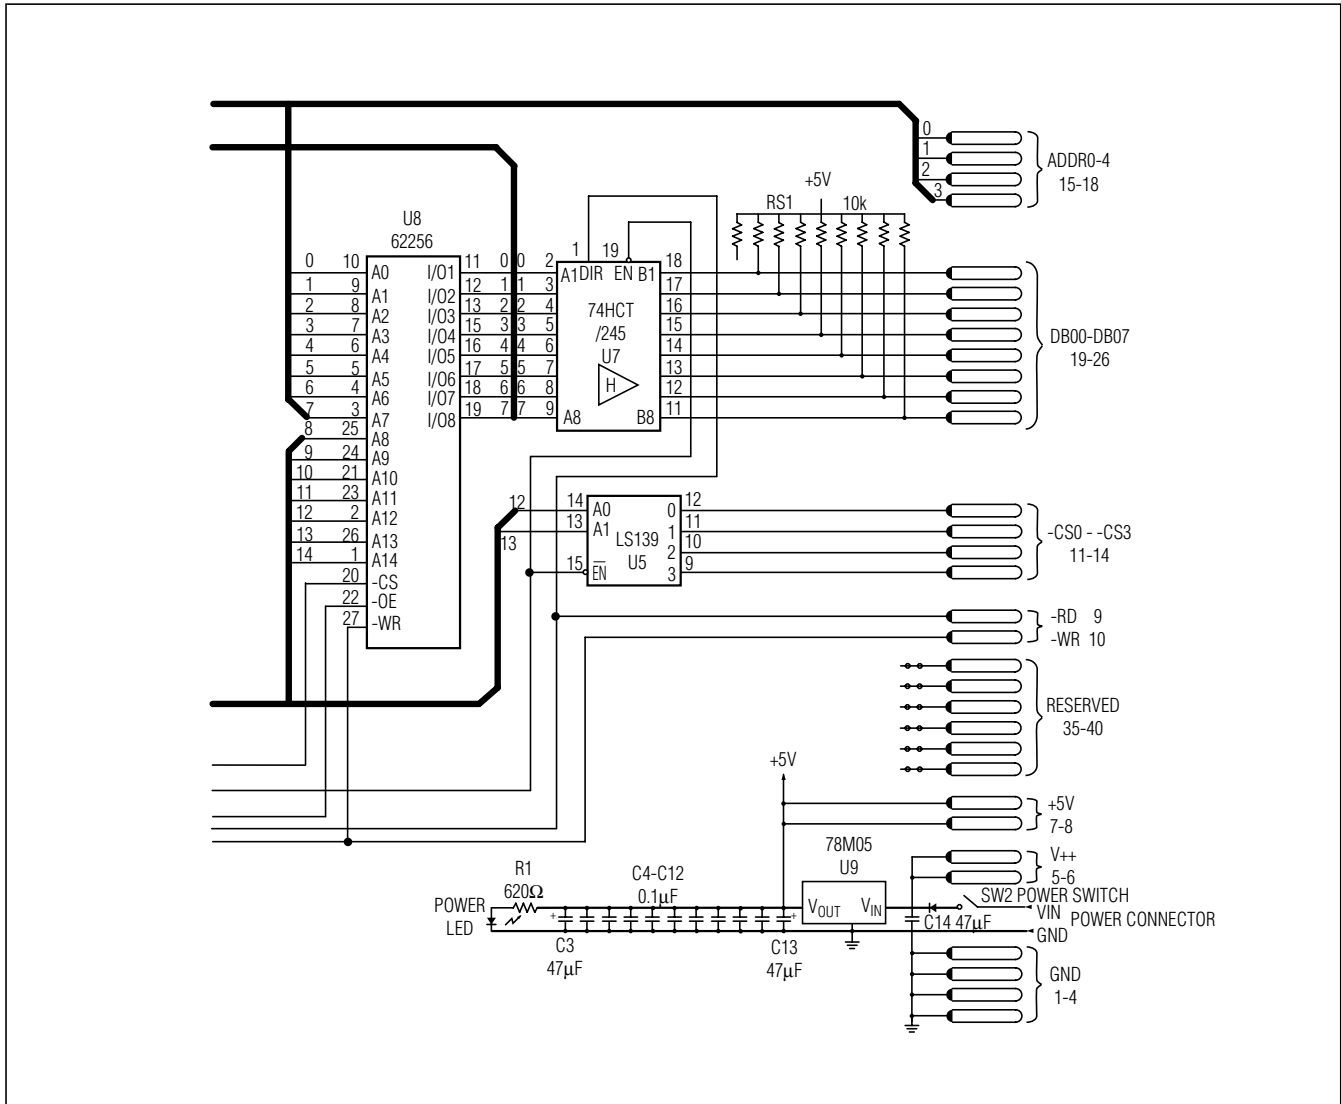 0
1
2
3
ADDR0-4
15-18
+5V
RS1 10k
U8
62256
1 19
0 10 A0 I/O1 11 0 0 2 A1 DIR EN B1 18
1 9 A1 I/O2 12 1 1 3 17
2 8 A2 I/O3 13 2 2 4 74HCT 16
3 7 A3 I/O4 15 3 3 5 /245 15
4 6 A4 I/O5 16 4 4 6 U7 14
5 5 A5 I/O6 17 5 5 7 H 13
6 4 A6 I/O7 18 6 6 8 12
7 3 A7 I/O8 19 7 7 9 A8 B8 11
DB00-DB07
19-26
8 25 A8
9 24 A9
10 21 A10
11 23 A11
12 2 A12
13 26 A13
14 1 A14
20 -CS
22 -OE
27 -WR
12 14 A0 0 12
13 13 A1 1 11
LS139 2 10
U5
15 EN 3 9
-CS0 - -CS3
11-14
-RD 9
-WR 10
RESERVED
35-40
+5V
+5V
7-8
78M05
U9
V++
5-6
R1
620Ω
C4-C12
0.1µF
POWER
LED
VOUT VIN
SW2 POWER SWITCH
VIN
POWER CONNECTOR
GND
C14 47µF
+ +
C3
47µF
C13
47µF
GND
1-4